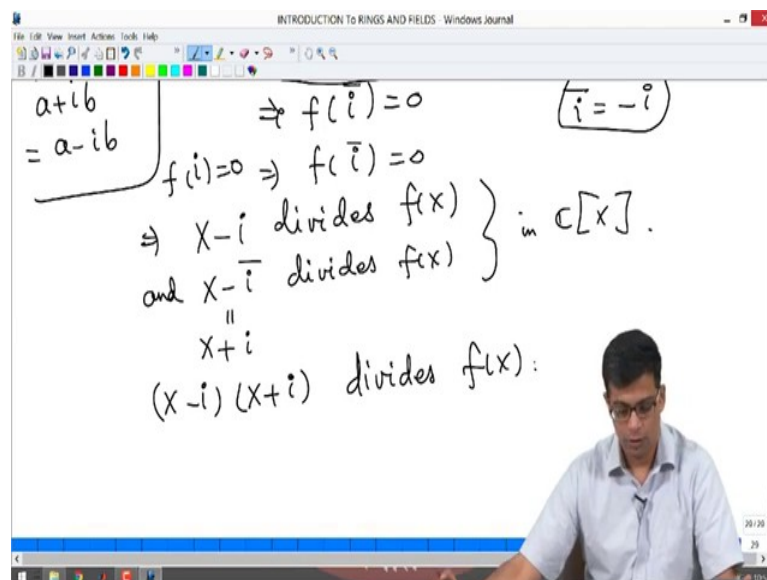 INTRODUCTION To RINGS AND FIELDS - Windows Journal
File Edit View Insert Actions Tools Help
B I
a+ib
= a-ib
⇒ f(i̅)=0
i̅ = -i
f(i)=0 ⇒ f(i̅)=0
⇒ X-i divides f(X)
and X-i̅ divides f(X)
} in ℂ[X].
"
X+i
(X-i)(X+i) divides f(X):
20/20
29